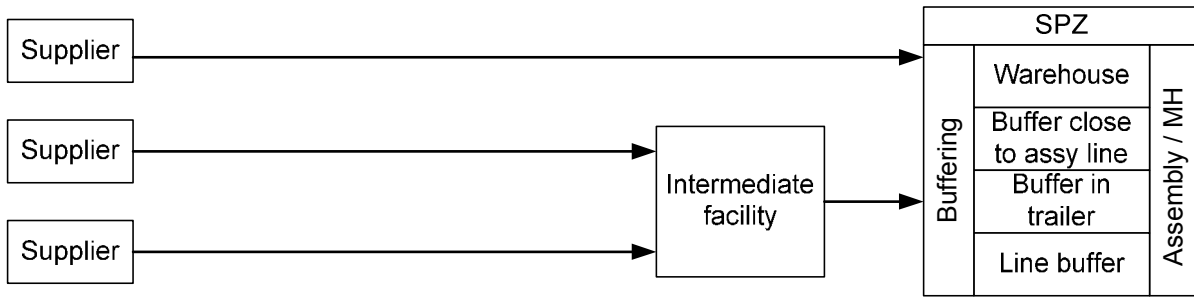 Supplier
Supplier
Supplier
Intermediate
facility
SPZ
Buffering
Warehouse
Buffer close
to assy line
Buffer in
trailer
Line buffer
Assembly / MH